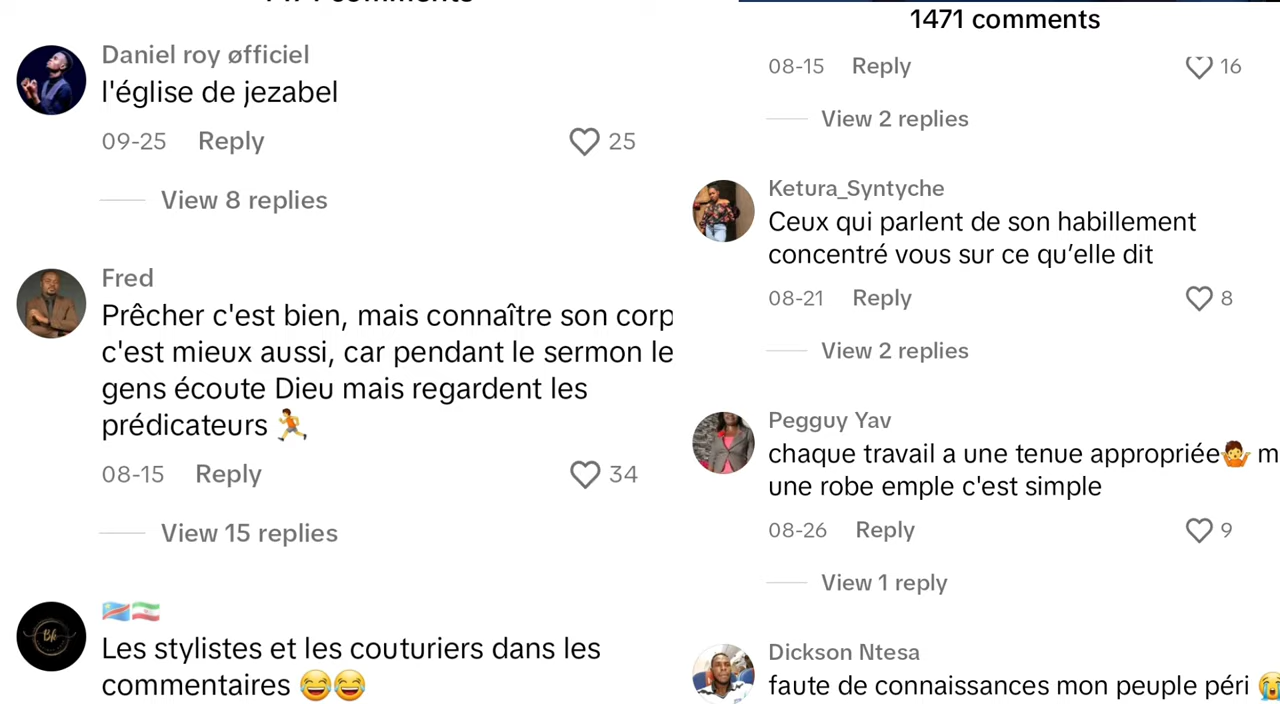 Daniel roy øfficiel
l'église de jezabel
09-25 Reply 25
View 8 replies
Fred
Prêcher c'est bien, mais connaître son corp
c'est mieux aussi, car pendant le sermon le
gens écoute Dieu mais regardent les
prédicateurs 🏃
08-15 Reply 34
View 15 replies
🇨🇩🇮🇷
Les stylistes et les couturiers dans les
commentaires 😂😂
1471 comments
08-15 Reply 16
View 2 replies
Ketura_Syntyche
Ceux qui parlent de son habillement
concentré vous sur ce qu’elle dit
08-21 Reply 8
View 2 replies
Pegguy Yav
chaque travail a une tenue appropriée🤷 m
une robe emple c'est simple
08-26 Reply 9
View 1 reply
Dickson Ntesa
faute de connaissances mon peuple péri 😭